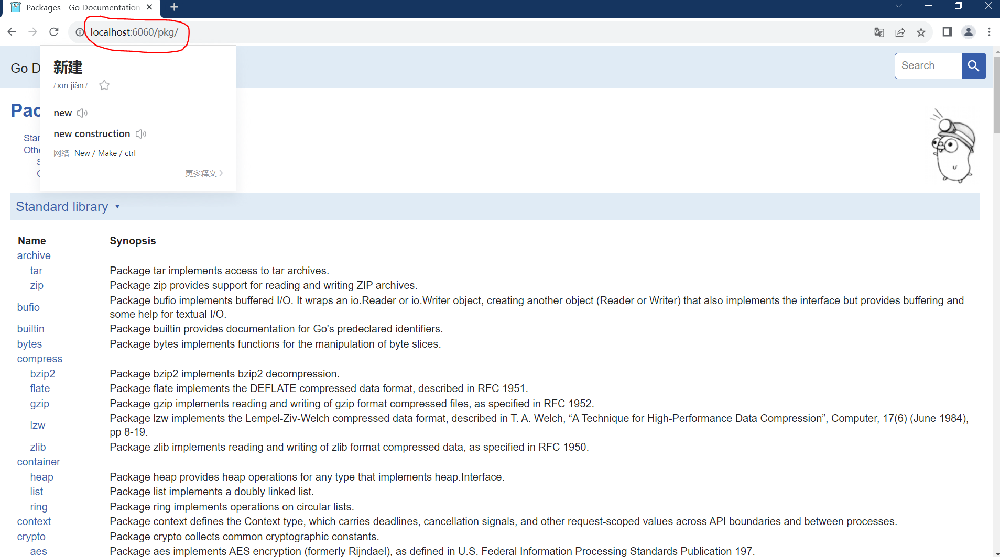 Packages - Go Documentation
localhost:6060/pkg/
Go D
Search
新建
/ xīn jiàn /
new
new construction
网络 New / Make / ctrl
更多释义
Pac
Star
Othe
Standard library ▾
Name Synopsis
archive
tar Package tar implements access to tar archives.
zip Package zip provides support for reading and writing ZIP archives.
bufio Package bufio implements buffered I/O. It wraps an io.Reader or io.Writer object, creating another object (Reader or Writer) that also implements the interface but provides buffering and
some help for textual I/O.
builtin Package builtin provides documentation for Go's predeclared identifiers.
bytes Package bytes implements functions for the manipulation of byte slices.
compress
bzip2 Package bzip2 implements bzip2 decompression.
flate Package flate implements the DEFLATE compressed data format, described in RFC 1951.
gzip Package gzip implements reading and writing of gzip format compressed files, as specified in RFC 1952.
lzw Package lzw implements the Lempel-Ziv-Welch compressed data format, described in T. A. Welch, “A Technique for High-Performance Data Compression”, Computer, 17(6) (June 1984),
pp 8-19.
zlib Package zlib implements reading and writing of zlib format compressed data, as specified in RFC 1950.
container
heap Package heap provides heap operations for any type that implements heap.Interface.
list Package list implements a doubly linked list.
ring Package ring implements operations on circular lists.
context Package context defines the Context type, which carries deadlines, cancellation signals, and other request-scoped values across API boundaries and between processes.
crypto Package crypto collects common cryptographic constants.
aes Package aes implements AES encryption (formerly Rijndael), as defined in U.S. Federal Information Processing Standards Publication 197.